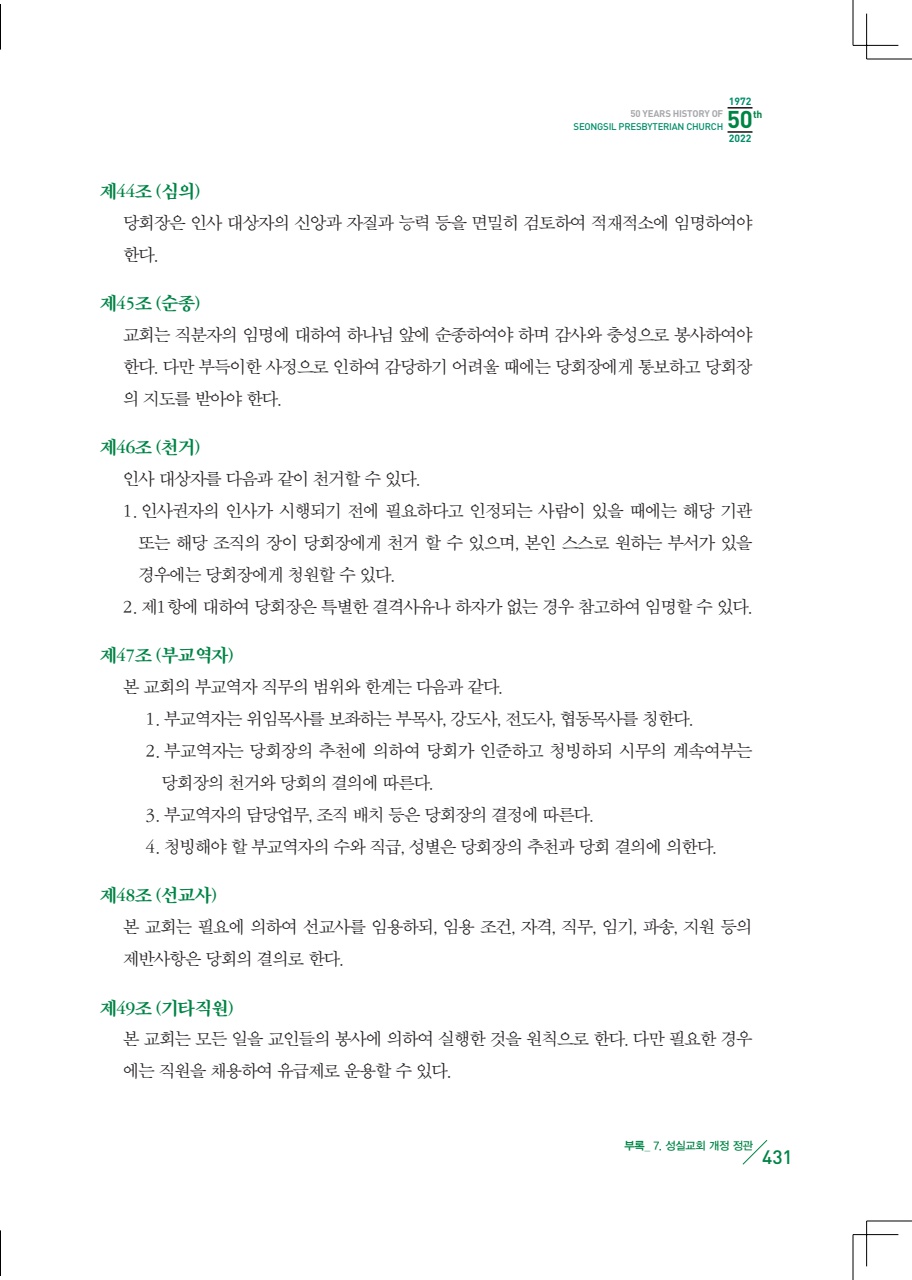 1972
50 YEARS HISTORY OF
50th
SEONGSIL PRESBYTERIAN CHURCH
2022
제44조 (심의)
당회장은 인사 대상자의 신앙과 자질과 능력 등을 면밀히 검토하여 적재적소에 임명하여야
한다.
제45조 (순종)
교회는 직분자의 임명에 대하여 하나님 앞에 순종하여야 하며 감사와 충성으로 봉사하여야
한다. 다만 부득이한 사정으로 인하여 감당하기 어려울 때에는 당회장에게 통보하고 당회장
의 지도를 받아야 한다.
제46조 (천거)
인사 대상자를 다음과 같이 천거할 수 있다.
1. 인사권자의 인사가 시행되기 전에 필요하다고 인정되는 사람이 있을 때에는 해당 기관
또는 해당 조직의 장이 당회장에게 천거 할 수 있으며, 본인 스스로 원하는 부서가 있을
경우에는 당회장에게 청원할 수 있다.
2. 제1항에 대하여 당회장은 특별한 결격사유나 하자가 없는 경우 참고하여 임명할 수 있다.
제47조 (부교역자)
본 교회의 부교역자 직무의 범위와 한계는 다음과 같다.
1. 부교역자는 위임목사를 보좌하는 부목사, 강도사, 전도사, 협동목사를 칭한다.
2. 부교역자는 당회장의 추천에 의하여 당회가 인준하고 청빙하되 시무의 계속여부는
당회장의 천거와 당회의 결의에 따른다.
3. 부교역자의 담당업무, 조직 배치 등은 당회장의 결정에 따른다.
4. 청빙해야 할 부교역자의 수와 직급, 성별은 당회장의 추천과 당회 결의에 의한다.
제48조 (선교사)
본 교회는 필요에 의하여 선교사를 임용하되, 임용 조건, 자격, 직무, 임기, 파송, 지원 등의
제반사항은 당회의 결의로 한다.
제49조 (기타직원)
본 교회는 모든 일을 교인들의 봉사에 의하여 실행한 것을 원칙으로 한다. 다만 필요한 경우
에는 직원을 채용하여 유급제로 운용할 수 있다.
부록_ 7. 성실교회 개정 정관
431